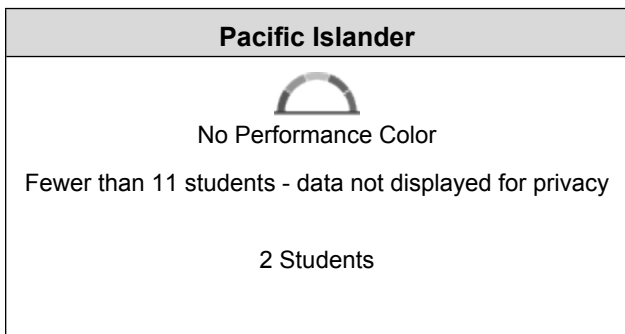 Pacific Islander
No Performance Color
Fewer than 11 students - data not displayed for privacy
2 Students